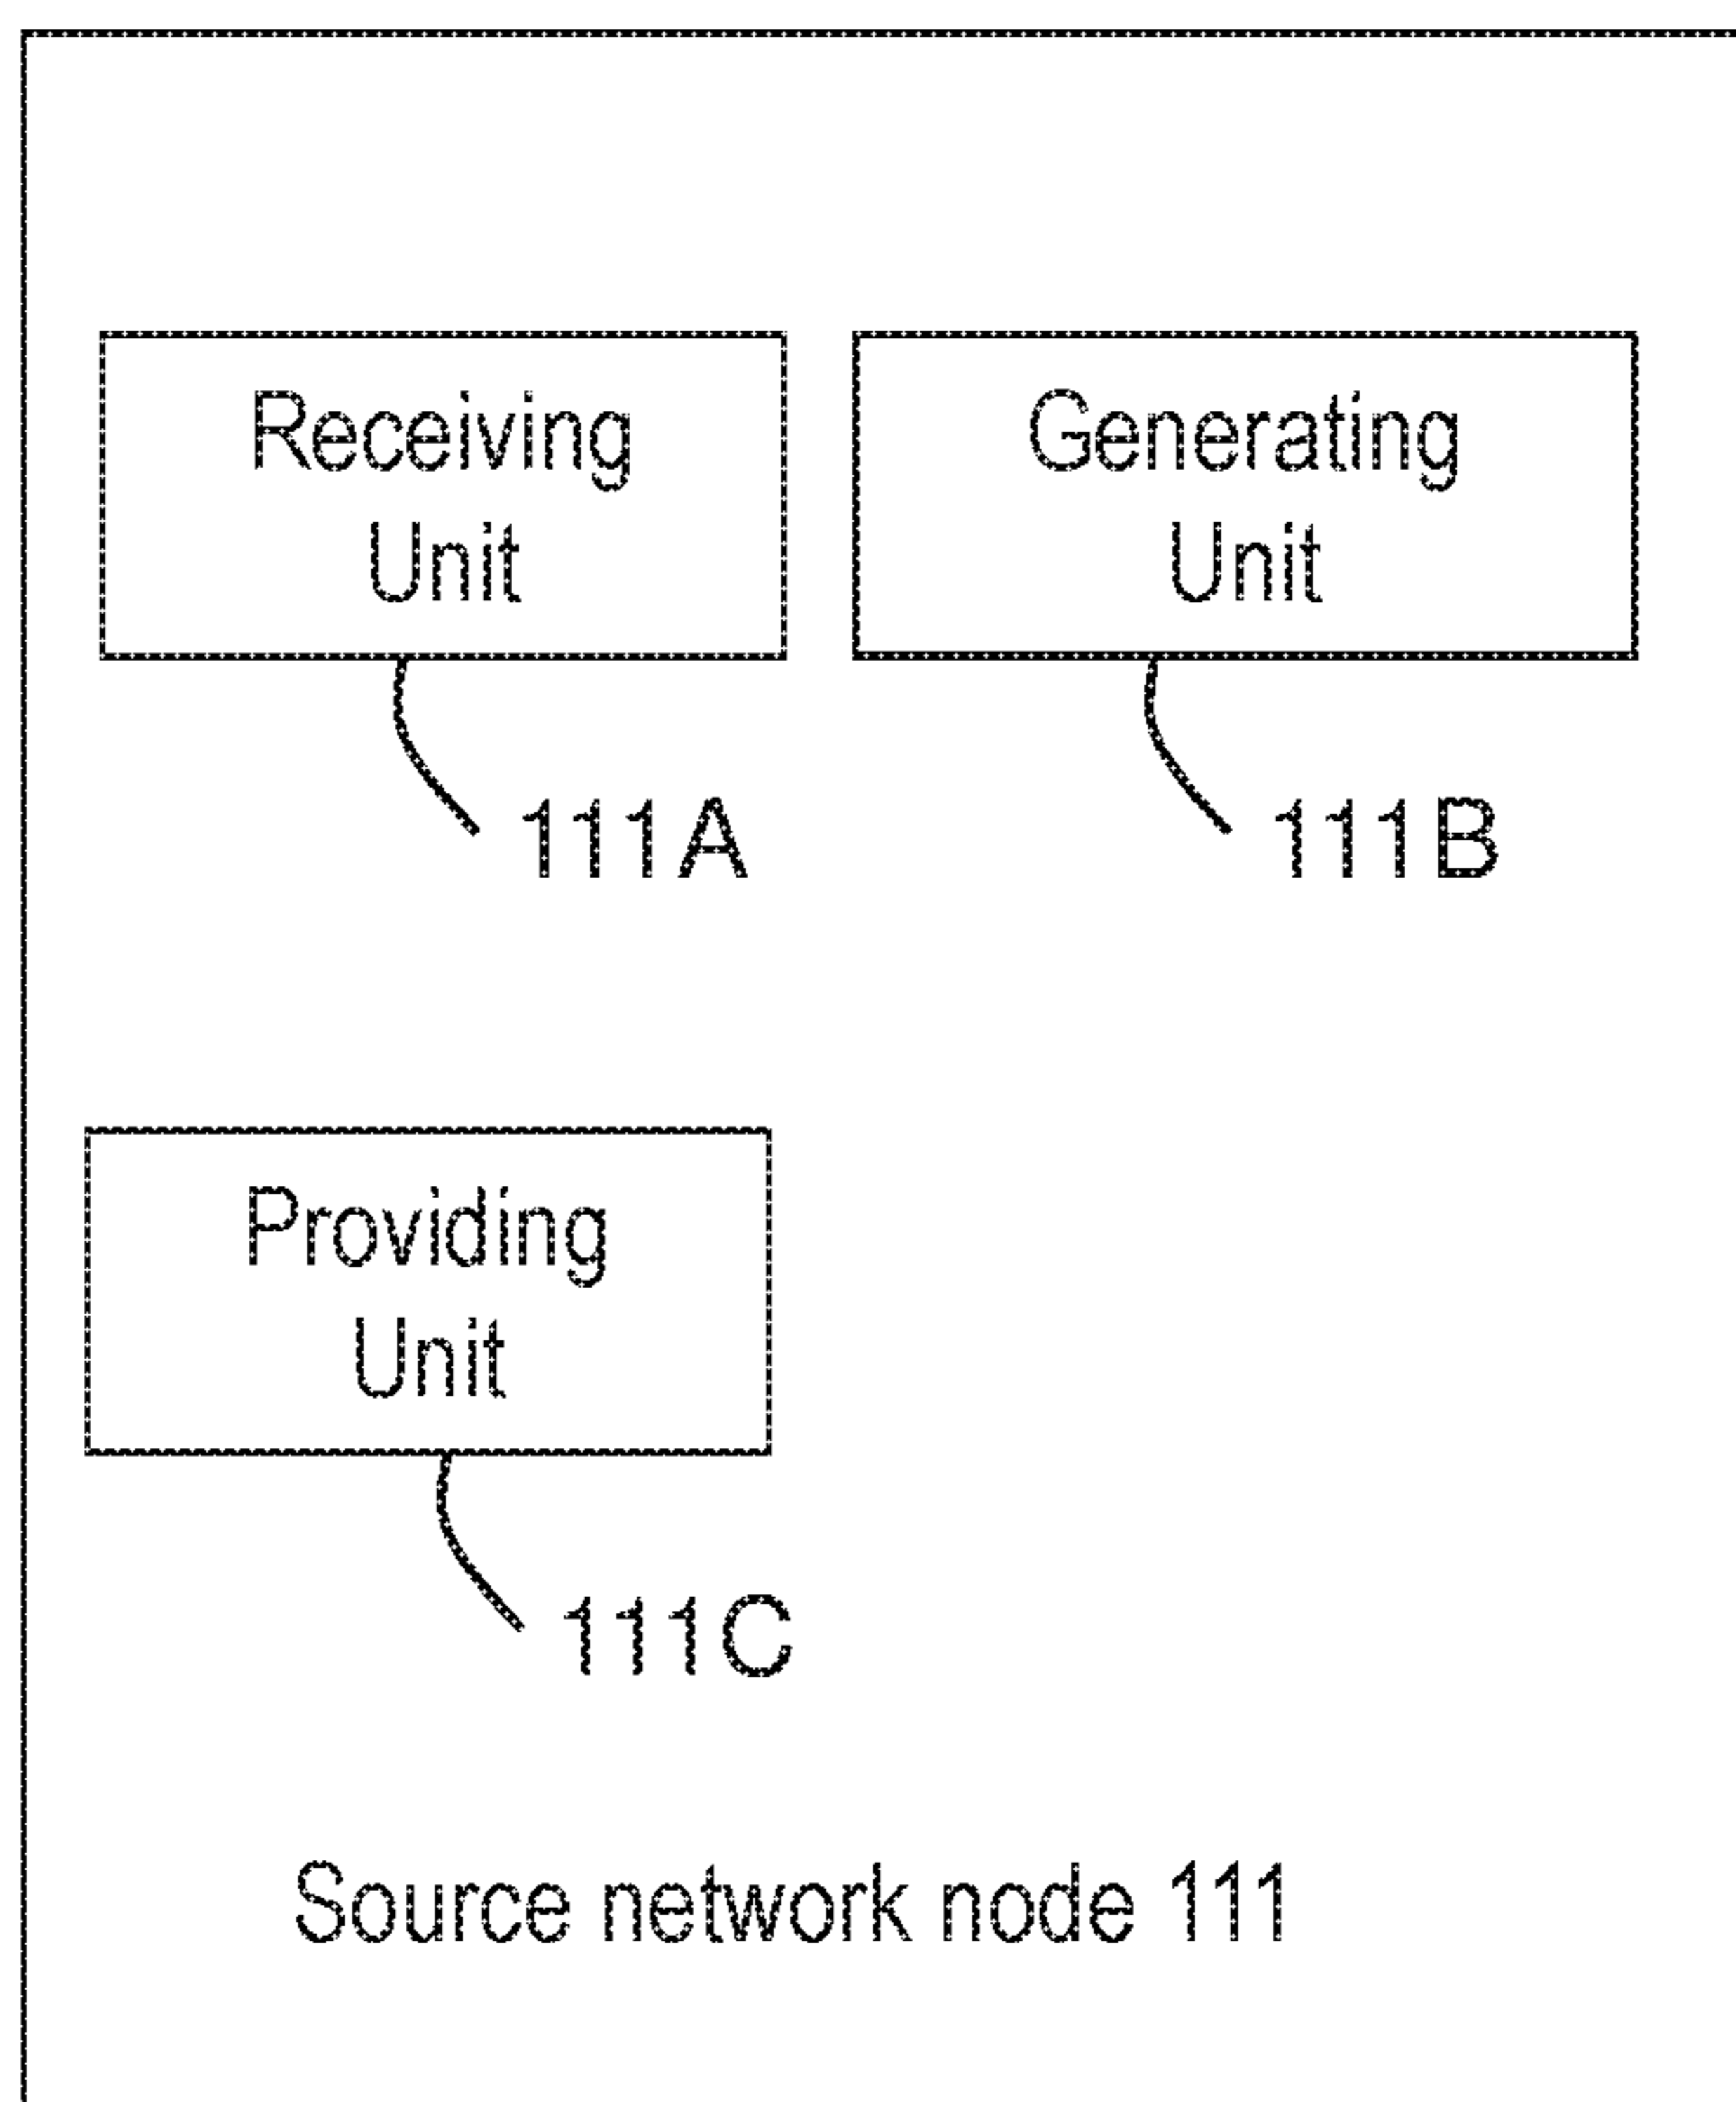 Receiving
Unit
111A
Generating
Unit
111B
Providing
Unit
111C
Source network node 111